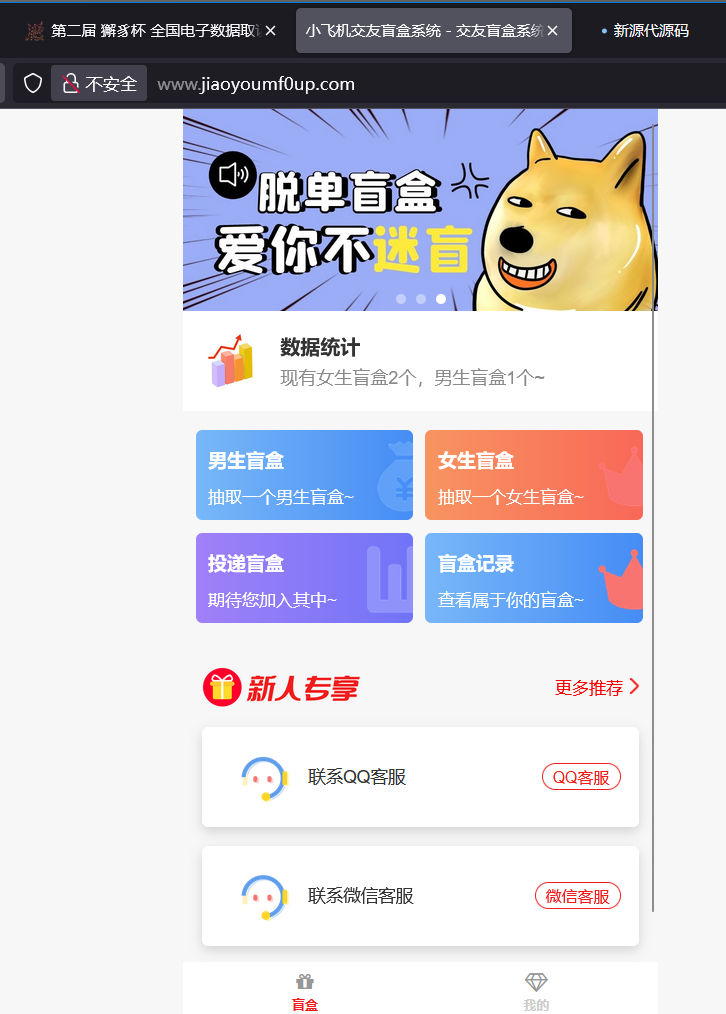 第二届 獬豸杯 全国电子数据取
小飞机交友盲盒系统 - 交友盲盒系统
新源代源码
不安全
www.jiaoyoumf0up.com
脱单盲盒
爱你不迷盲
数据统计
现有女生盲盒2个，男生盲盒1个~
男生盲盒
抽取一个男生盲盒~
女生盲盒
抽取一个女生盲盒~
投递盲盒
期待您加入其中~
盲盒记录
查看属于你的盲盒~
新人专享
更多推荐
联系QQ客服
QQ客服
联系微信客服
微信客服
盲盒
我的